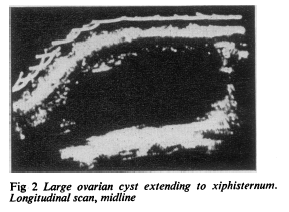 Fig 2 Large ovarian cyst extending to xiphisternum.
Longitudinal scan, midline